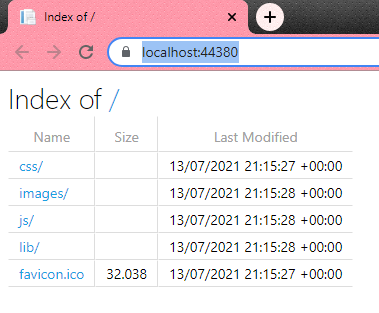 Index of /
localhost:44380
Index of /
Name Size Last Modified
css/ 13/07/2021 21:15:27 +00:00
images/ 13/07/2021 21:15:28 +00:00
js/ 13/07/2021 21:15:28 +00:00
lib/ 13/07/2021 21:15:28 +00:00
favicon.ico 32.038 13/07/2021 21:15:27 +00:00